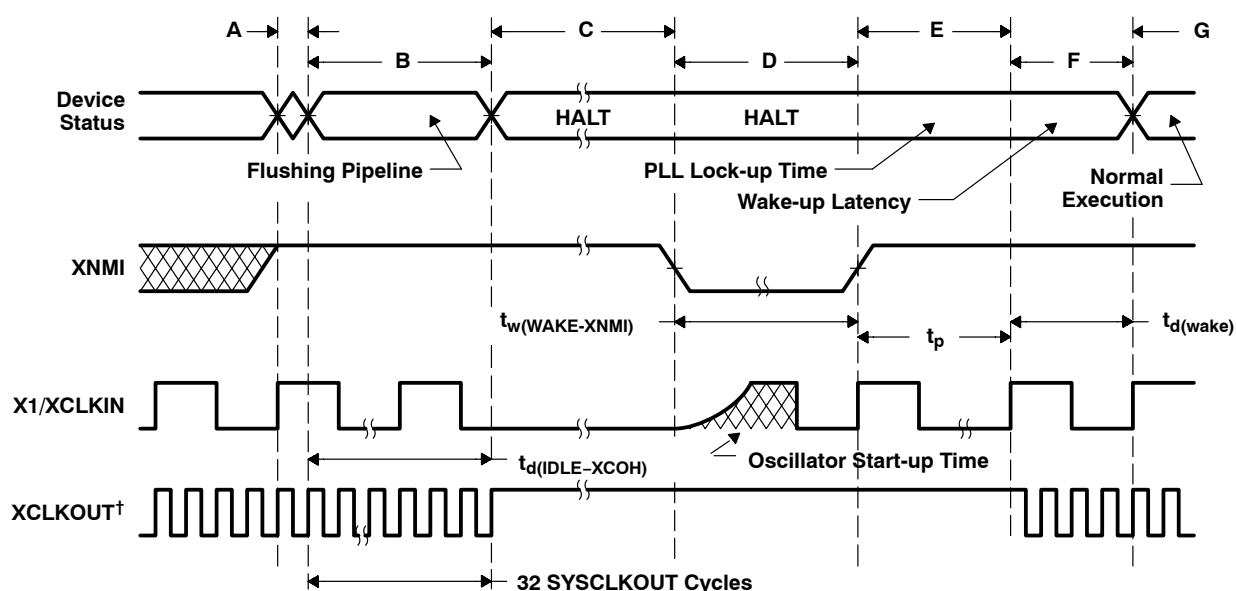 A
C
E
G
B
D
F
Device
Status
HALT
HALT
Flushing Pipeline
PLL Lock-up Time
Wake-up Latency
Normal
Execution
XNMI
tw(WAKE-XNMI)
tp
td(wake)
X1/XCLKIN
td(IDLE–XCOH)
Oscillator Start-up Time
XCLKOUT†
32 SYSCLKOUT Cycles